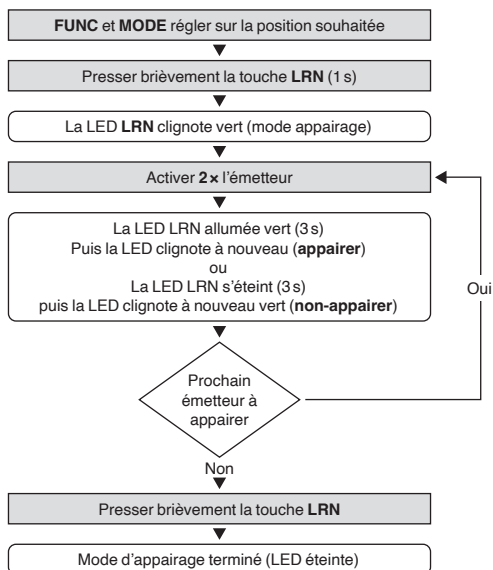 FUNC et MODE régler sur la position souhaitée
Presser brièvement la touche LRN (1 s)
La LED LRN clignote vert (mode appairage)
Activer 2× l'émetteur
La LED LRN allumée vert (3 s)
Puis la LED clignote à nouveau (appairer)
ou
La LED LRN s'éteint (3 s)
puis la LED clignote à nouveau vert (non-appairer)
Oui
Prochain
émetteur à
appairer
Non
Presser brièvement la touche LRN
Mode d'appairage terminé (LED éteinte)